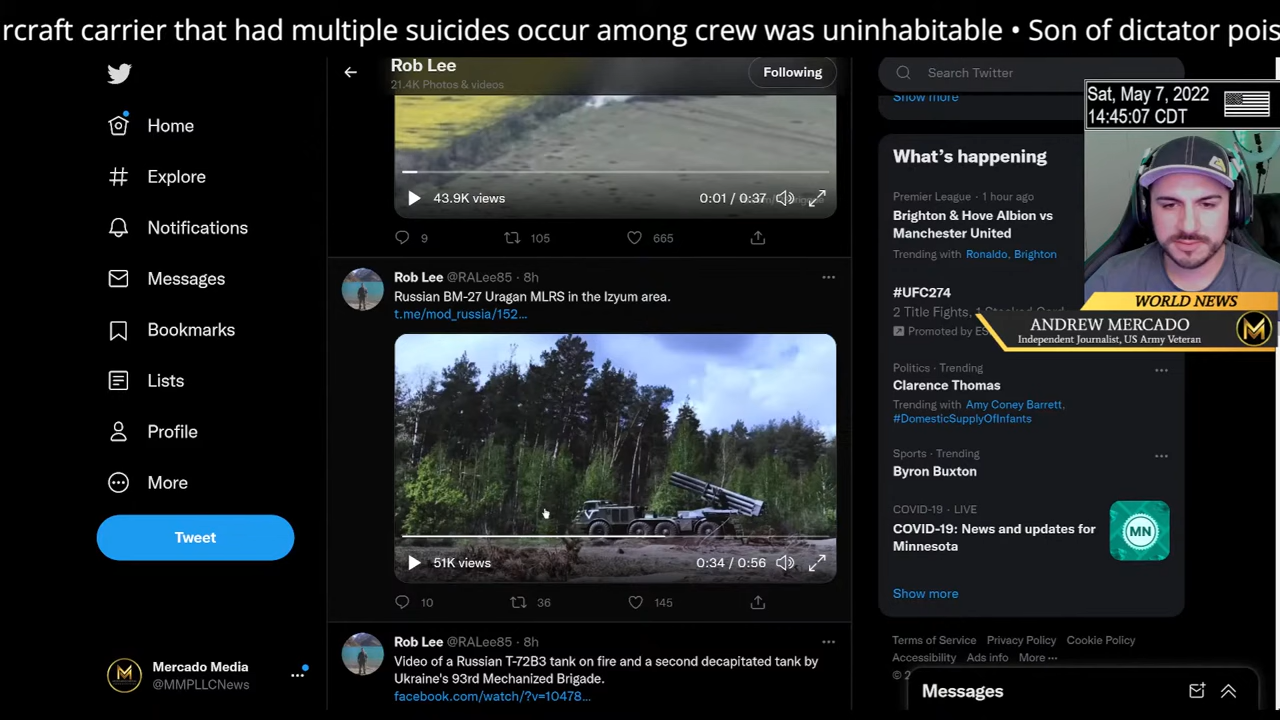 rcraft carrier that had multiple suicides occur among crew was uninhabitable • Son of dictator pois
Home
Explore
Notifications
Messages
Bookmarks
Lists
Profile
More
Tweet
Mercado Media
@MMPLLCNews
Rob Lee
21.4K Photos & videos
Following
43.9K views
0:01 / 0:37
9
105
665
Rob Lee @RALee85 · 8h
Russian BM-27 Uragan MLRS in the Izyum area.
t.me/mod_russia/152...
51K views
0:34 / 0:56
10
36
145
Rob Lee @RALee85 · 8h
Video of a Russian T-72B3 tank on fire and a second decapitated tank by
Ukraine's 93rd Mechanized Brigade.
facebook.com/watch/?v=10478...
Search Twitter
Show more
Sat, May 7, 2022
14:45:07 CDT
What's happening
Premier League · 1 hour ago
Brighton & Hove Albion vs
Manchester United
Trending with Ronaldo, Brighton
#UFC274
2 Title Fights, 1
Promoted by
WORLD NEWS
ANDREW MERCADO
Independent Journalist, US Army Veteran
Politics · Trending
Clarence Thomas
Trending with Amy Coney Barrett,
#DomesticSupplyOfInfants
Sports · Trending
Byron Buxton
COVID-19 · LIVE
COVID-19: News and updates for
Minnesota
MN
Show more
Terms of Service Privacy Policy Cookie Policy
Accessibility Ads info More ...
Messages